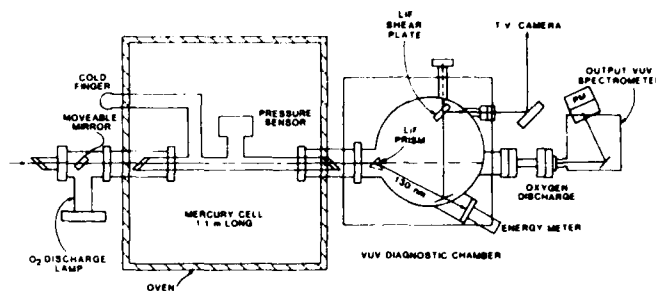 LiF
SHEAR
PLATE
T V CAMERA
OUTPUT VUV
SPECTROMETER
COLD
FINGER
MOVEABLE
MIRROR
PRESSURE
SENSOR
PM
LiF
PRISM
130 nm
OXYGEN
DISCHARGE
MERCURY CELL
1.1 m LONG
ENERGY METER
O2 DISCHARGE
LAMP
VUV DIAGNOSTIC CHAMBER
OVEN